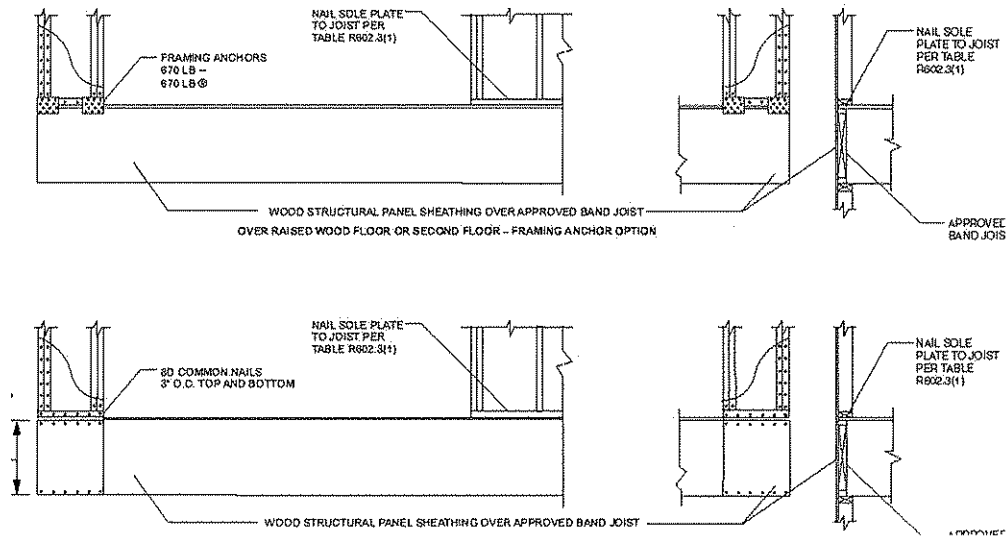 NAIL SOLE PLATE
TO JOIST PER
TABLE R602.3(1)
FRAMING ANCHORS
670 LB –
670 LB
NAIL SOLE
PLATE TO JOIST
PER TABLE
R602.3(1)
WOOD STRUCTURAL PANEL SHEATHING OVER APPROVED BAND JOIST
APPROVED
BAND JOIS
OVER RAISED WOOD FLOOR OR SECOND FLOOR – FRAMING ANCHOR OPTION
NAIL SOLE PLATE
TO JOIST PER
TABLE R602.3(1)
8D COMMON NAILS
3" O.C. TOP AND BOTTOM
NAIL SOLE
PLATE TO JOIST
PER TABLE
R602.3(1)
WOOD STRUCTURAL PANEL SHEATHING OVER APPROVED BAND JOIST